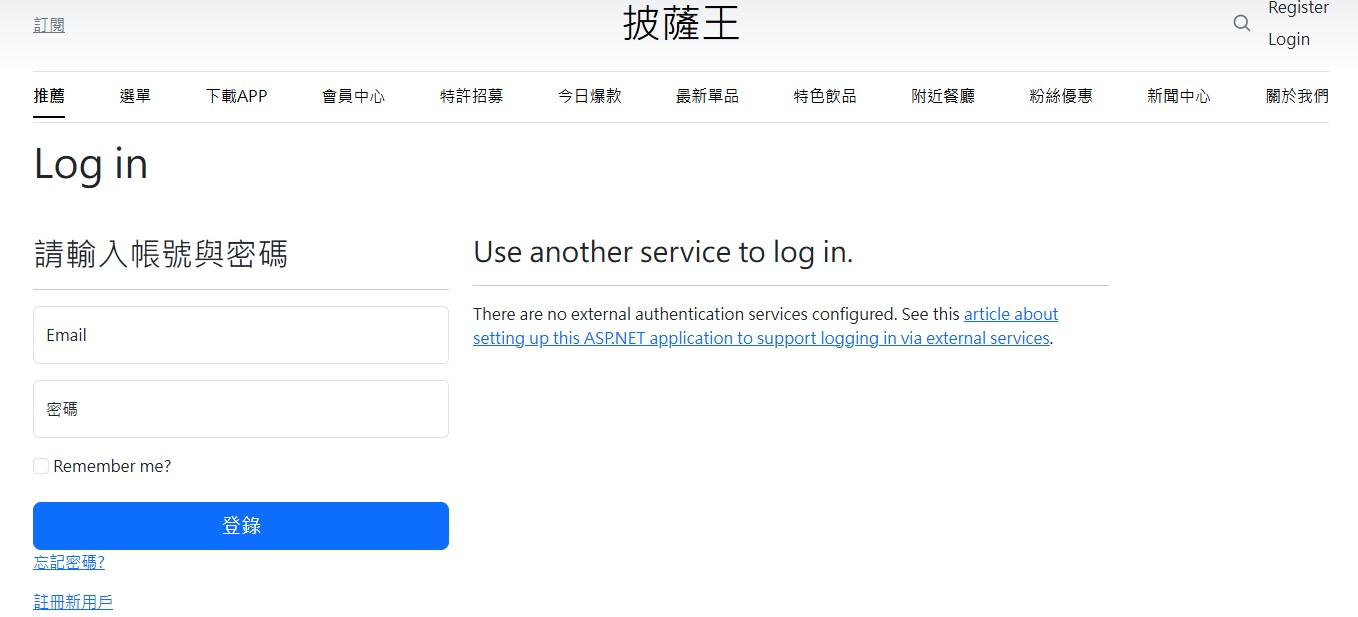 訂閱
披薩王
Register
Login
推薦 選單 下載APP 會員中心 特許招募 今日爆款 最新單品 特色飲品 附近餐廳 粉絲優惠 新聞中心 關於我們
Log in
請輸入帳號與密碼
Email
密碼
Remember me?
登錄
忘記密碼?
註冊新用戶
Use another service to log in.
There are no external authentication services configured. See this article about
setting up this ASP.NET application to support logging in via external services.